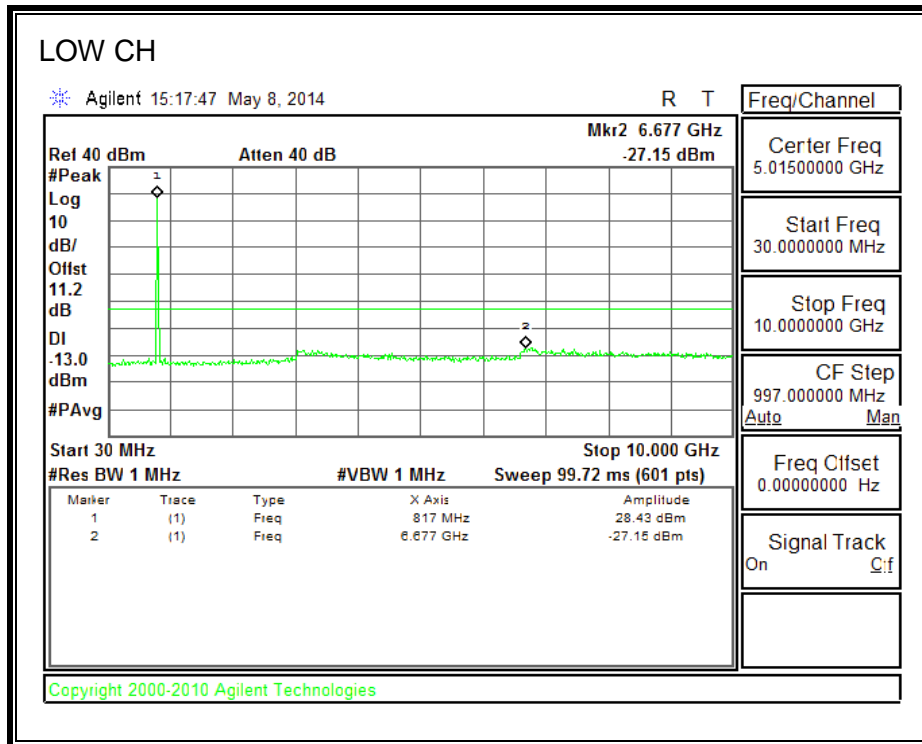 LOW CH
Agilent 15:17:47 May 8, 2014 R T
Freq/Channel
Mkr2 6.677 GHz
Ref 40 dBm Atten 40 dB -27.15 dBm
#Peak
Log
10
dB/
Offst
11.2
dB
DI
-13.0
dBm
#PAvg
1
2
Start 30 MHz Stop 10.000 GHz
#Res BW 1 MHz #VBW 1 MHz Sweep 99.72 ms (601 pts)
Marker Trace Type X Axis Amplitude
1 (1) Freq 817 MHz 28.43 dBm
2 (1) Freq 6.677 GHz -27.15 dBm
Center Freq
5.01500000 GHz
Start Freq
30.0000000 MHz
Stop Freq
10.0000000 GHz
CF Step
997.000000 MHz
Auto Man
Freq Offset
0.00000000 Hz
Signal Track
On Off
Copyright 2000-2010 Agilent Technologies